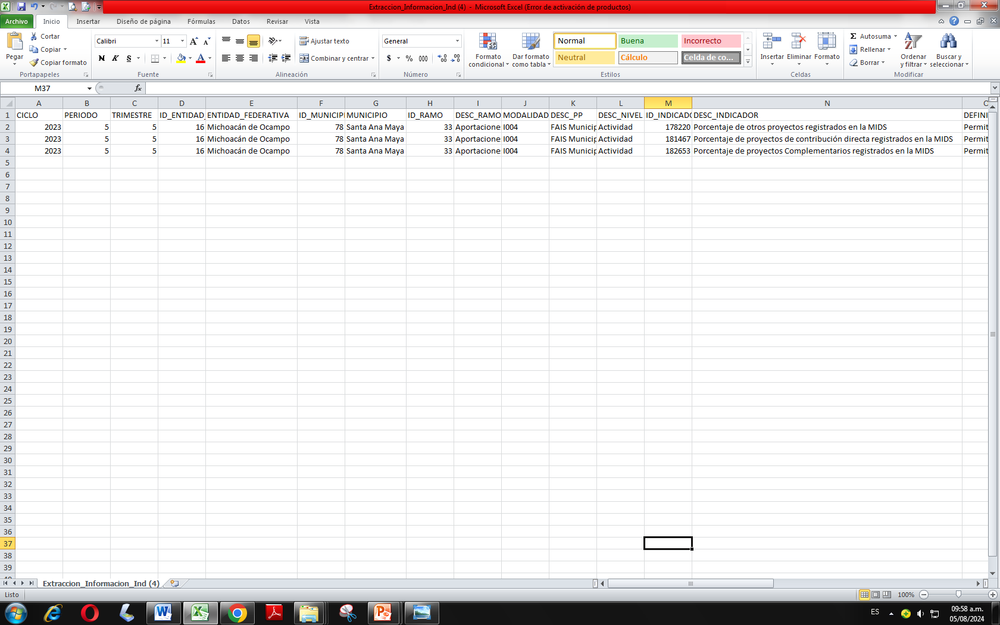 Extraccion_Informacion_Ind (4) - Microsoft Excel (Error de activación de productos)
Archivo Inicio Insertar Diseño de página Fórmulas Datos Revisar Vista
Pegar
Cortar
Copiar
Copiar formato
Portapapeles
Calibri 11
N K S
Fuente
Ajustar texto
Combinar y centrar
Alineación
General
$ % 000
Número
Formato condicional
Dar formato como tabla
Normal Buena Incorrecto
Neutral Cálculo Celda de co...
Estilos
Insertar Eliminar Formato
Celdas
Σ Autosuma
Rellenar
Borrar
Ordenar y filtrar
Buscar y seleccionar
Modificar
M37 fx
A B C D E F G H I J K L M N
1 CICLO PERIODO TRIMESTRE ID_ENTIDAD_ ENTIDAD_FEDERATIVA ID_MUNICIPI MUNICIPIO ID_RAMO DESC_RAMO MODALIDAD DESC_PP DESC_NIVEL ID_INDICADO DESC_INDICADOR DEFINI
2 2023 5 5 16 Michoacán de Ocampo 78 Santa Ana Maya 33 Aportacione I004 FAIS Municip Actividad 178220 Porcentaje de otros proyectos registrados en la MIDS Permit
3 2023 5 5 16 Michoacán de Ocampo 78 Santa Ana Maya 33 Aportacione I004 FAIS Municip Actividad 181467 Porcentaje de proyectos de contribución directa registrados en la MIDS Permit
4 2023 5 5 16 Michoacán de Ocampo 78 Santa Ana Maya 33 Aportacione I004 FAIS Municip Actividad 182653 Porcentaje de proyectos Complementarios registrados en la MIDS Permit
5
6
7
8
9
10
11
12
13
14
15
16
17
18
19
20
21
22
23
24
25
26
27
28
29
30
31
32
33
34
35
36
37
38
39
Extraccion_Informacion_Ind (4)
Listo 100%
ES 09:58 a.m.
05/08/2024